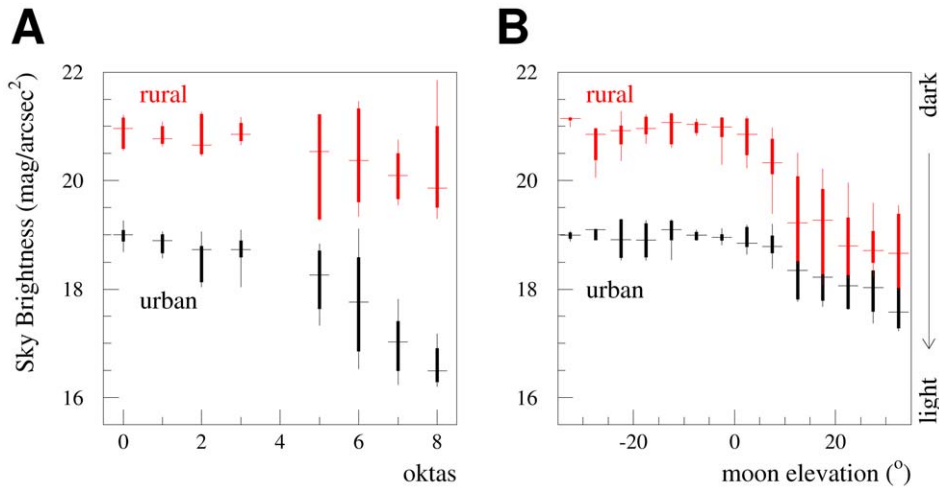 A
B
Sky Brightness (mag/arcsec²)
22
20
18
16
rural
urban
0
2
4
6
8
oktas
22
20
18
16
rural
urban
-20
0
20
moon elevation (°)
dark
light